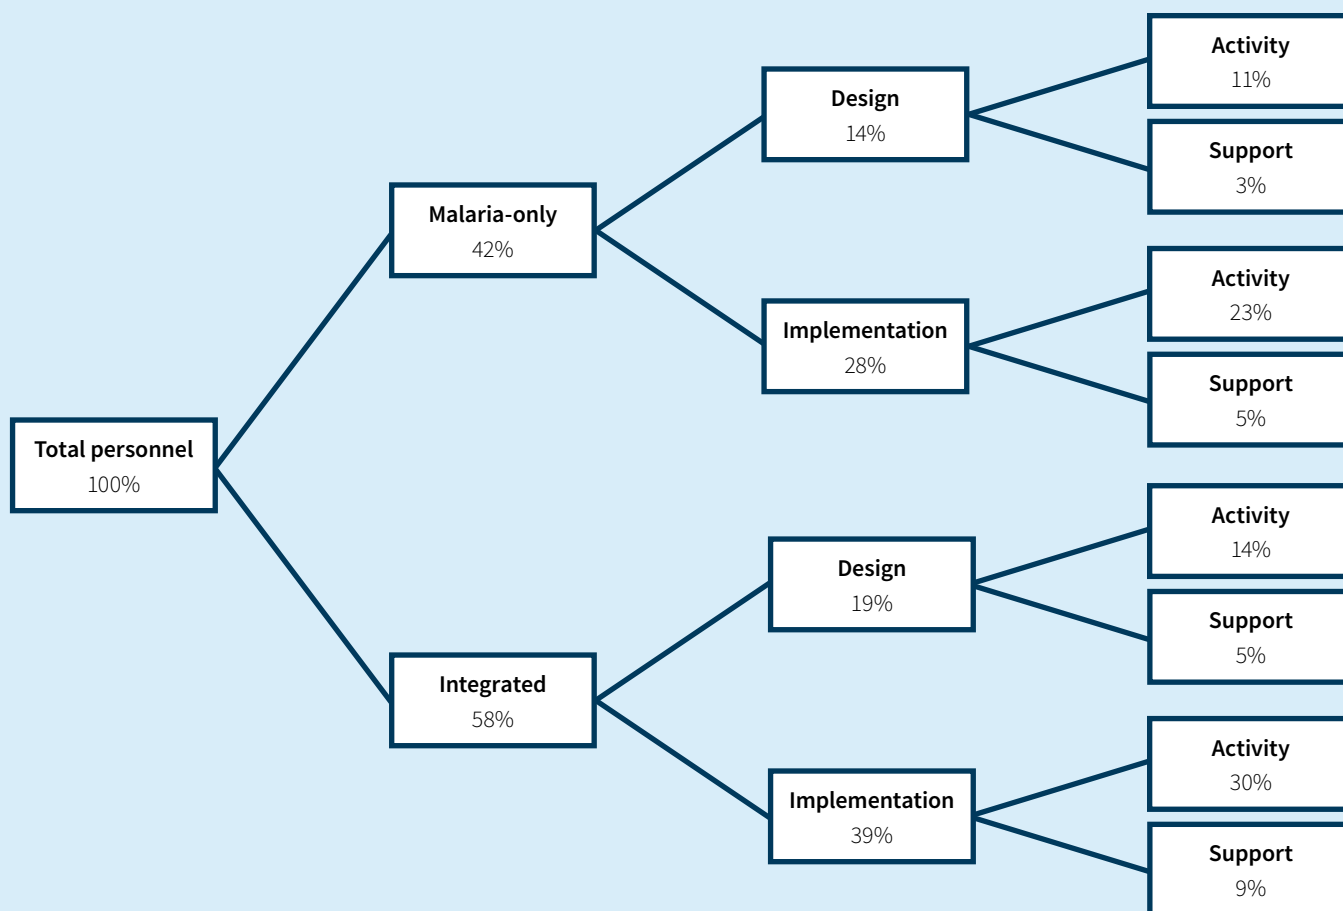 Total personnel
100%
Malaria-only
42%
Design
14%
Activity
11%
Support
3%
Implementation
28%
Activity
23%
Support
5%
Integrated
58%
Design
19%
Activity
14%
Support
5%
Implementation
39%
Activity
30%
Support
9%